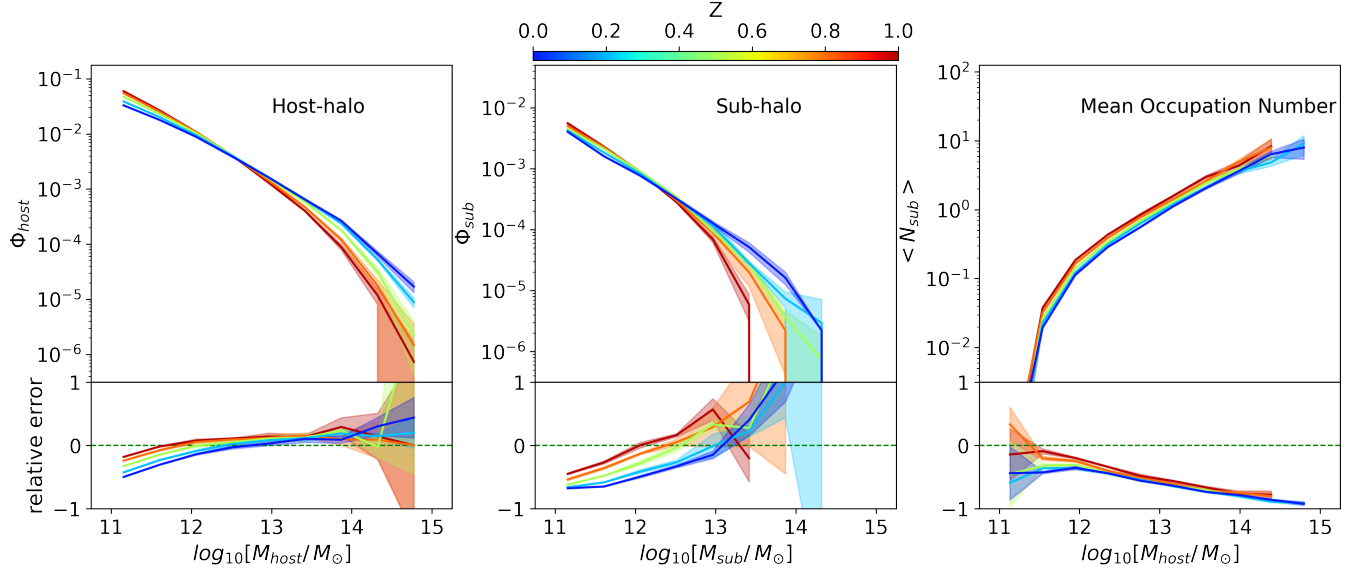 Z
0.0 0.2 0.4 0.6 0.8 1.0
Host-halo
Φ_host
10^-1
10^-2
10^-3
10^-4
10^-5
10^-6
relative error
1
0
−1
11 12 13 14 15
log_10[M_host/M_⊙]
Sub-halo
Φ_sub
10^-2
10^-3
10^-4
10^-5
10^-6
1
0
−1
11 12 13 14 15
log_10[M_sub/M_⊙]
Mean Occupation Number
< N_sub >
10^2
10^1
10^0
10^-1
10^-2
1
0
−1
11 12 13 14 15
log_10[M_host/M_⊙]